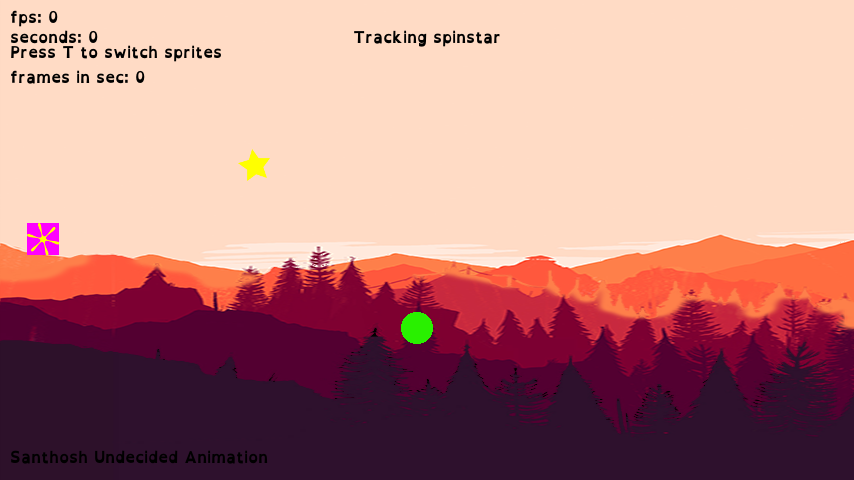 fps: 0
seconds: 0
Tracking spinstar
Press T to switch sprites
frames in sec: 0
Santhosh Undecided Animation